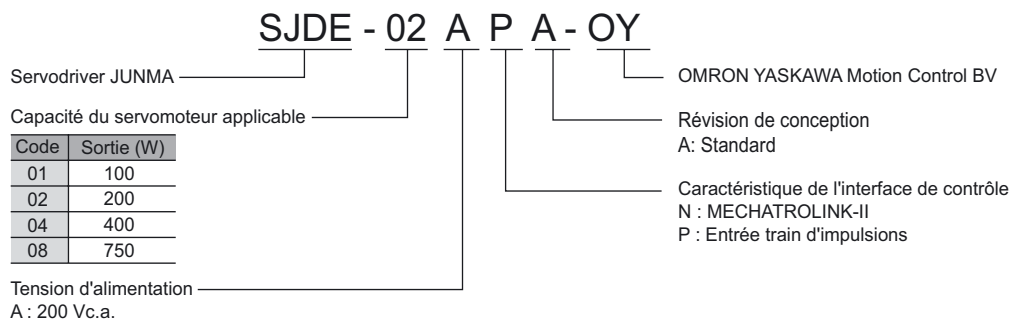 SJDE - 02 A P A - OY
Servodriver JUNMA
OMRON YASKAWA Motion Control BV
Capacité du servomoteur applicable
Code Sortie (W)
01 100
02 200
04 400
08 750
Révision de conception
A: Standard
Caractéristique de l'interface de contrôle
N : MECHATROLINK-II
P : Entrée train d'impulsions
Tension d'alimentation
A : 200 Vc.a.